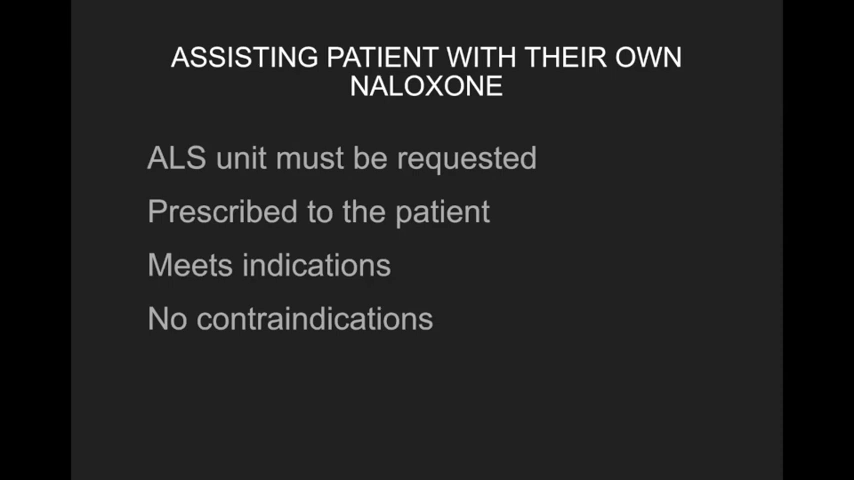 ASSISTING PATIENT WITH THEIR OWN
NALOXONE
ALS unit must be requested
Prescribed to the patient
Meets indications
No contraindications